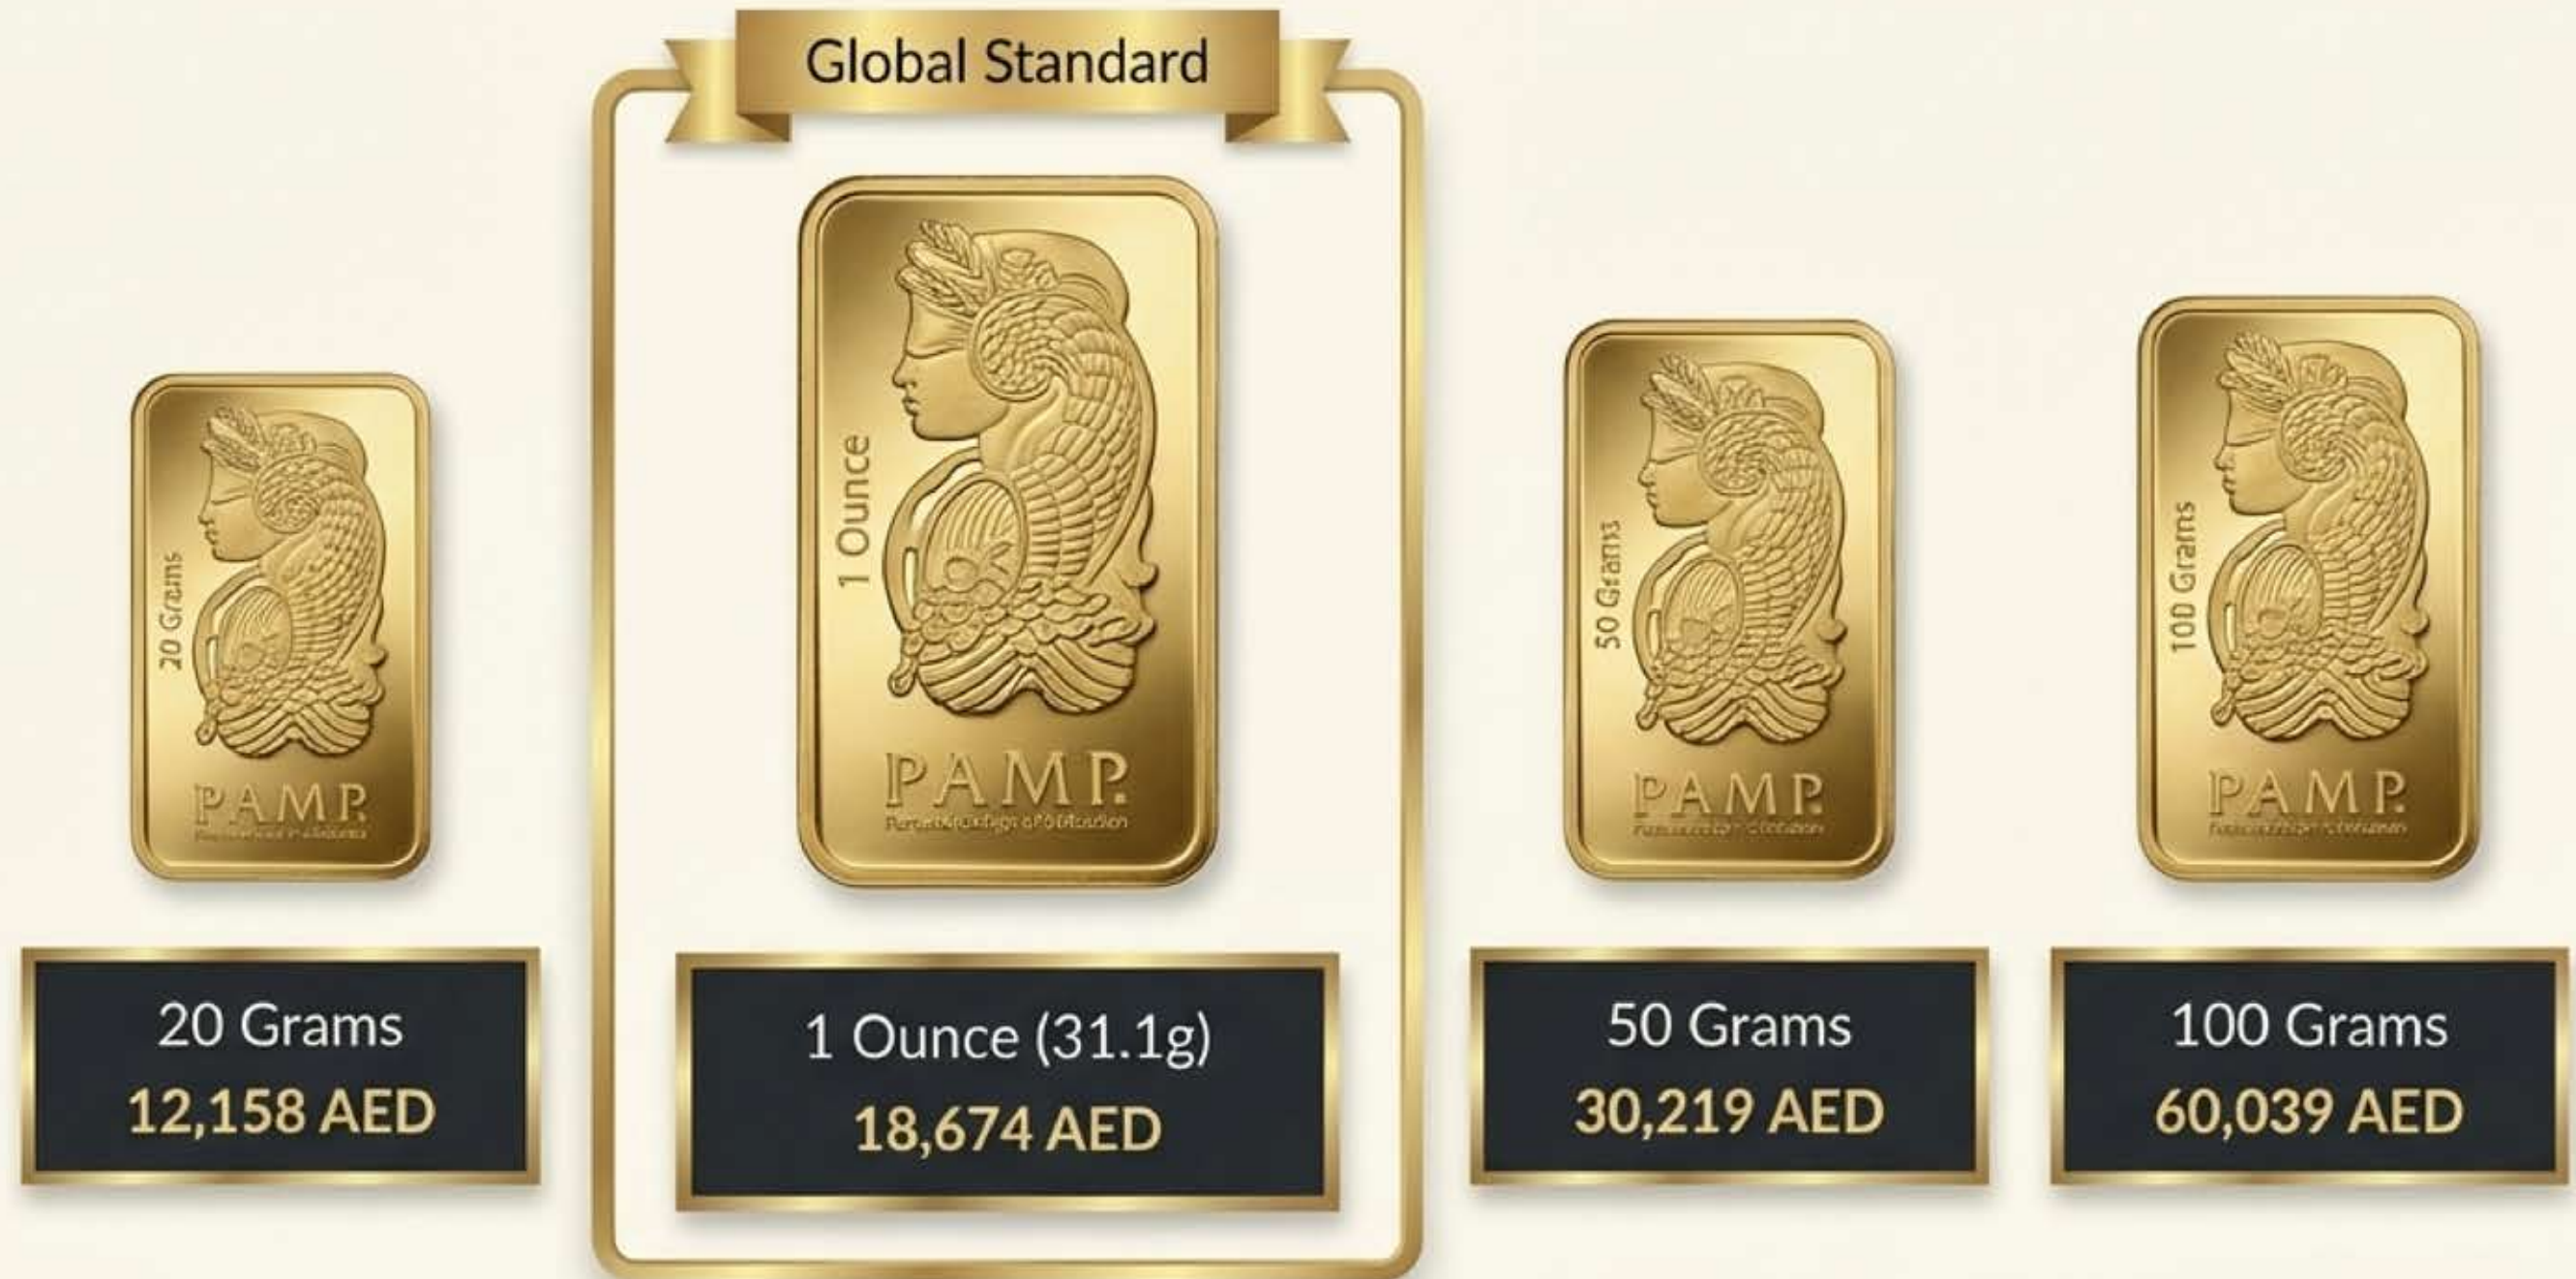 Global Standard
20 Grams
PAMP.
20 Grams
12,158 AED
1 Ounce
PAMP.
1 Ounce (31.1g)
18,674 AED
50 Grams
PAMP.
50 Grams
30,219 AED
100 Grams
PAMP.
100 Grams
60,039 AED